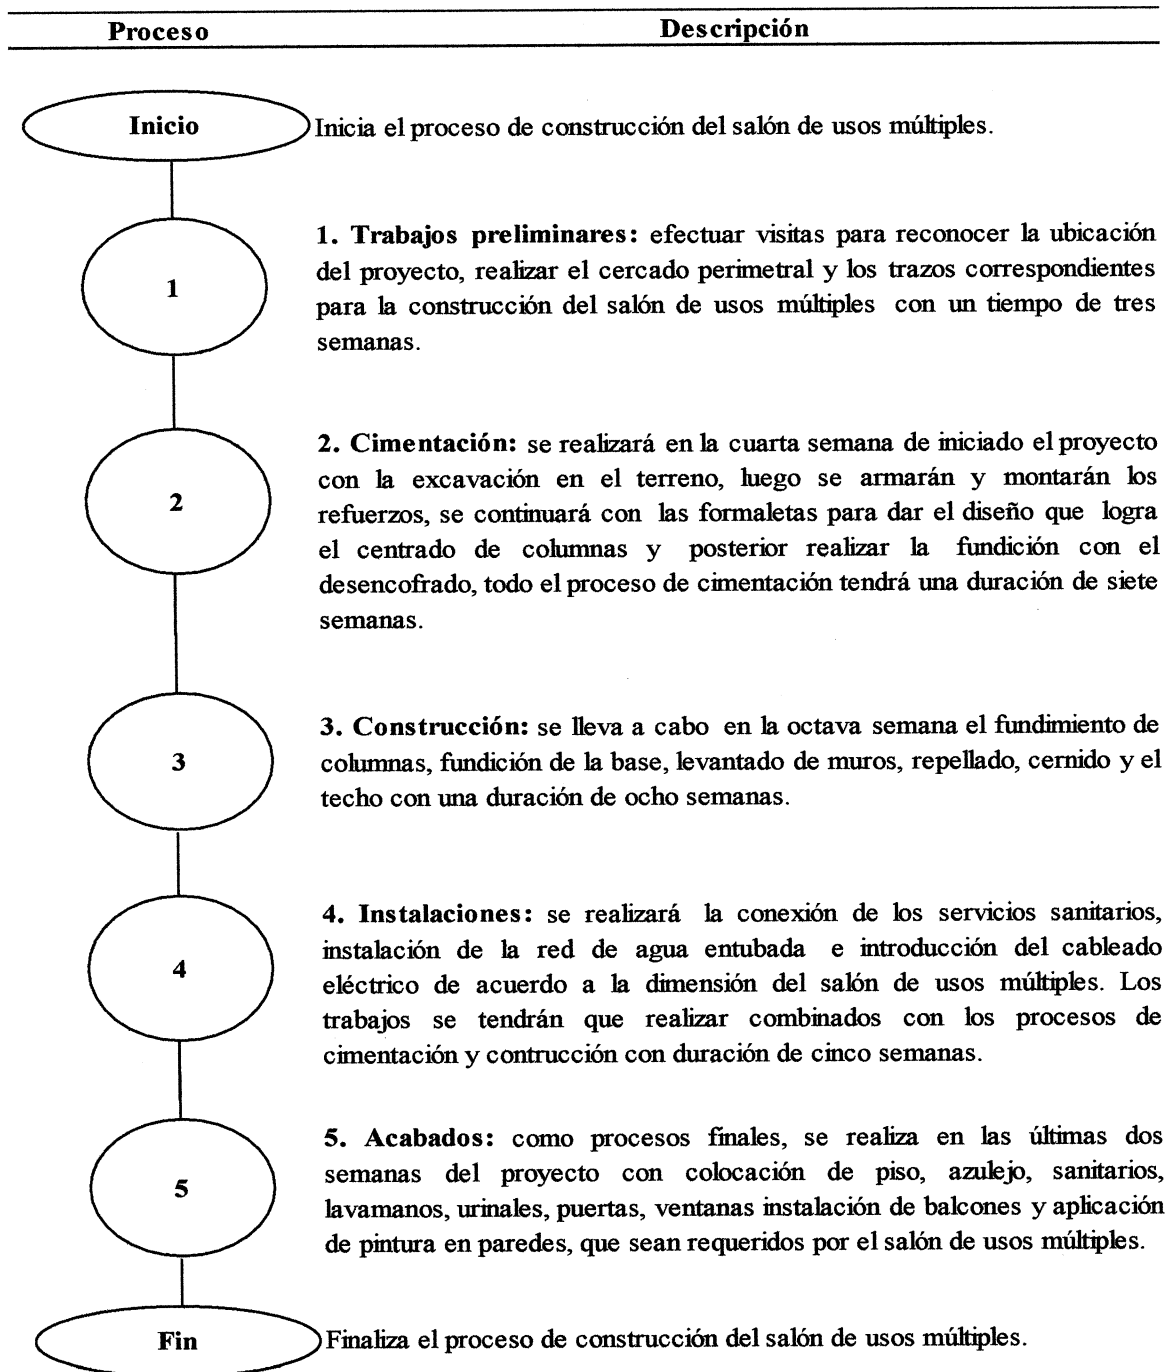 Proceso Descripción
Inicio Inicia el proceso de construcción del salón de usos múltiples.
1. Trabajos preliminares: efectuar visitas para reconocer la ubicación
del proyecto, realizar el cercado perimetral y los trazos correspondientes
1
para la construcción del salón de usos múltiples con un tiempo de tres
semanas.
2. Cimentación: se realizará en la cuarta semana de iniciado el proyecto
con la excavación en el terreno, luego se armarán y montarán los
2
refuerzos, se continuará con las formaletas para dar el diseño que logra
el centrado de columnas y posterior realizar la fundición con el
desencofrado, todo el proceso de cimentación tendrá una duración de siete
semanas.
3. Construcción: se lleva a cabo en la octava semana el fundimiento de
3
columnas, fundición de la base, levantado de muros, repellado, cernido y el
techo con una duración de ocho semanas.
4. Instalaciones: se realizará la conexión de los servicios sanitarios,
instalación de la red de agua entubada e introducción del cableado
4
eléctrico de acuerdo a la dimensión del salón de usos múltiples. Los
trabajos se tendrán que realizar combinados con los procesos de
cimentación y contrucción con duración de cinco semanas.
5. Acabados: como procesos finales, se realiza en las últimas dos
semanas del proyecto con colocación de piso, azulejo, sanitarios,
5
lavamanos, urinales, puertas, ventanas instalación de balcones y aplicación
de pintura en paredes, que sean requeridos por el salón de usos múltiples.
Fin Finaliza el proceso de construcción del salón de usos múltiples.